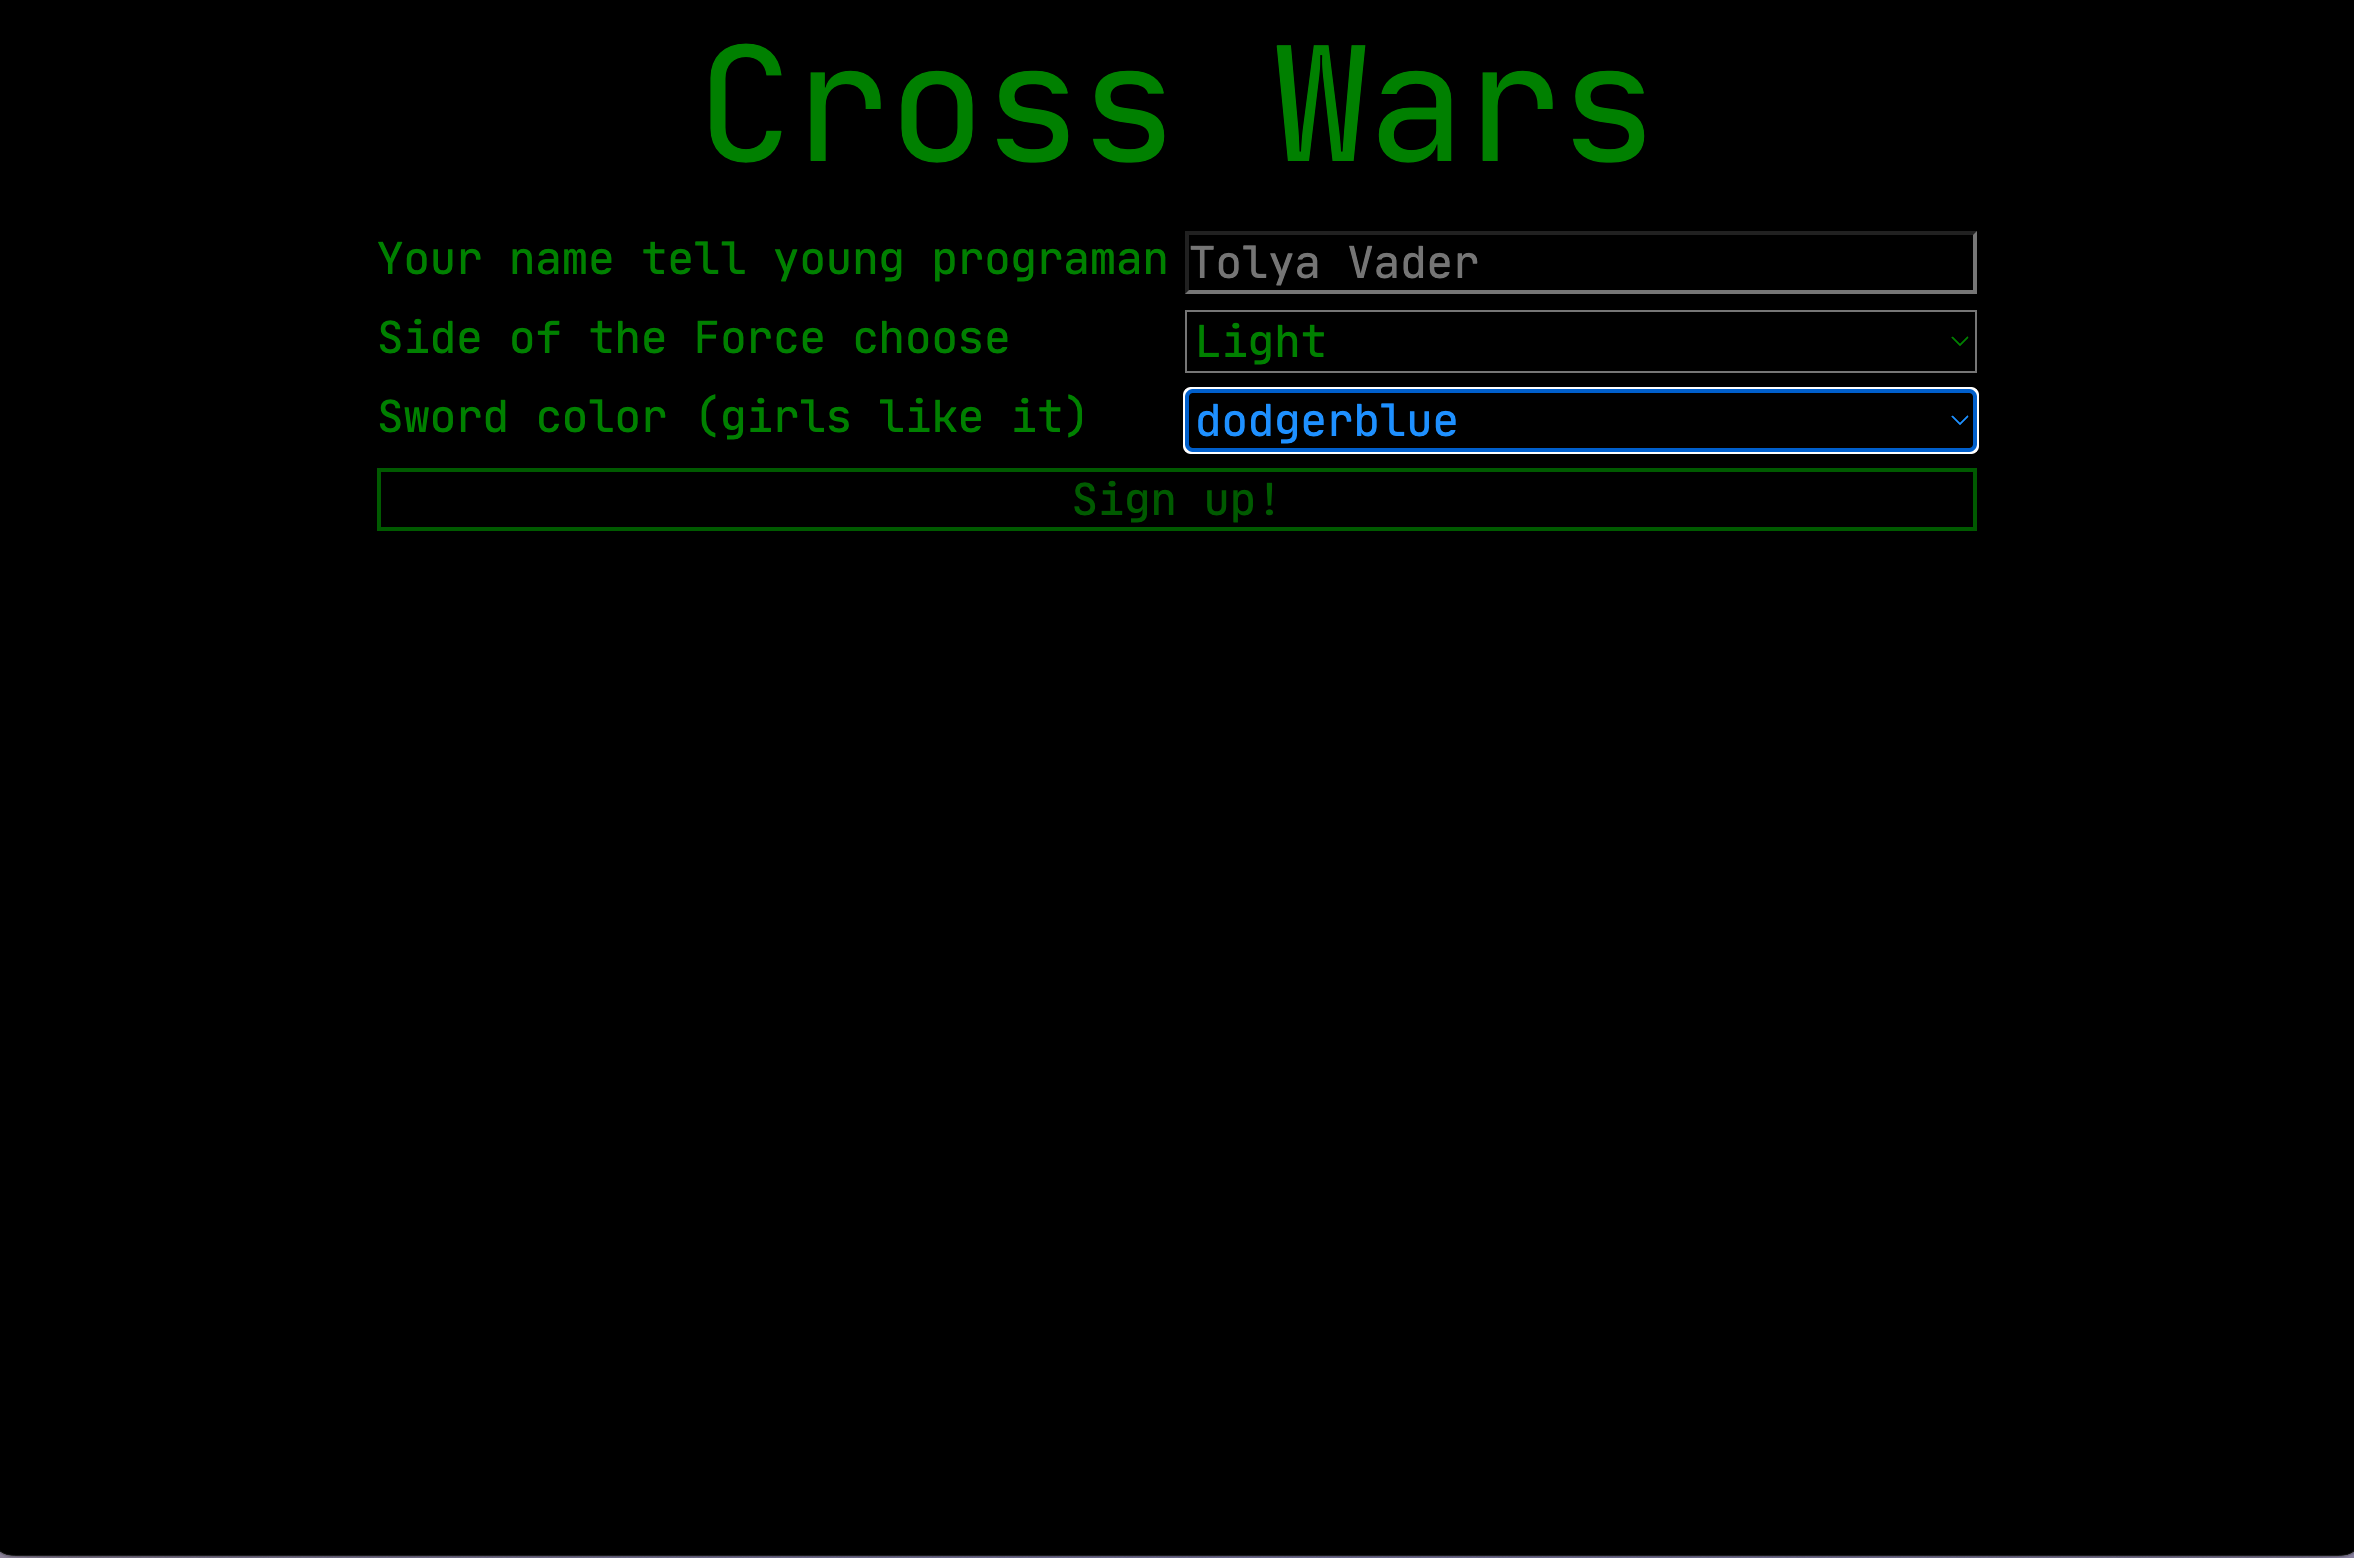 Cross Wars
Your name tell young programan Tolya Vader
Side of the Force choose Light
Sword color (girls like it) dodgerblue
Sign up!